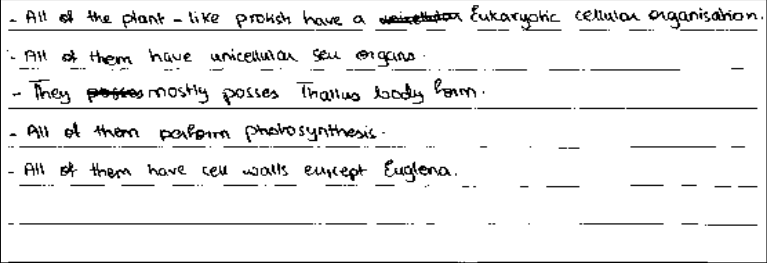 - All of the plant - like protish have a Eukaryotic cellular organisation.
- All of them have unicellular sex organs.
- They mostly posses Thallus body form.
- All of them perform photosynthesis.
- All of them have cell walls except Euglena.